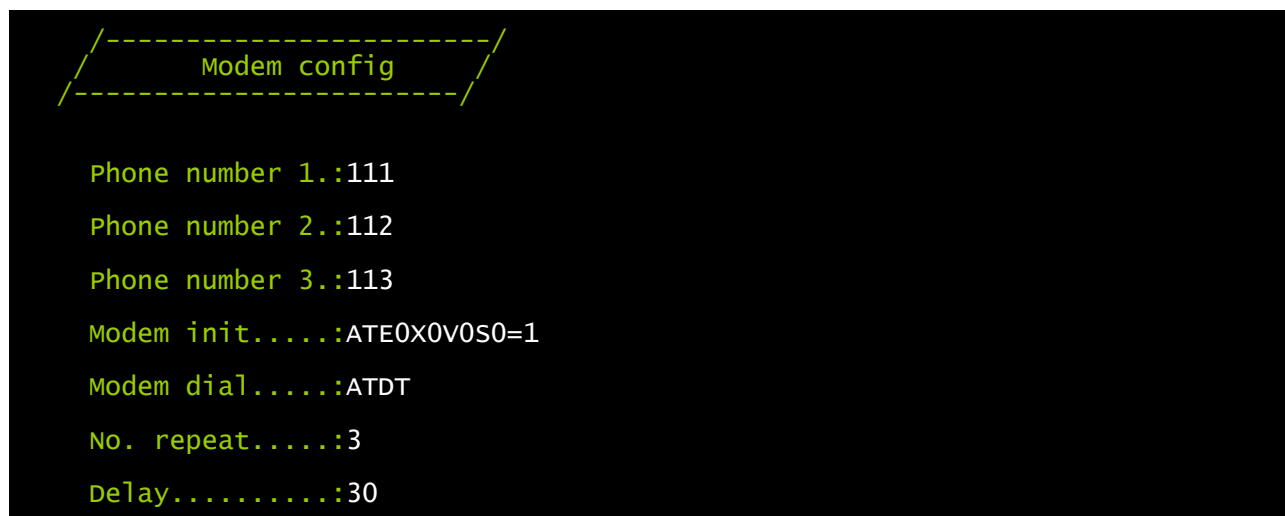 /------------------------/
/ Modem config /
/------------------------/
Phone number 1.:111
Phone number 2.:112
Phone number 3.:113
Modem init.....:ATE0X0V0S0=1
Modem dial.....:ATDT
No. repeat.....:3
Delay..........:30